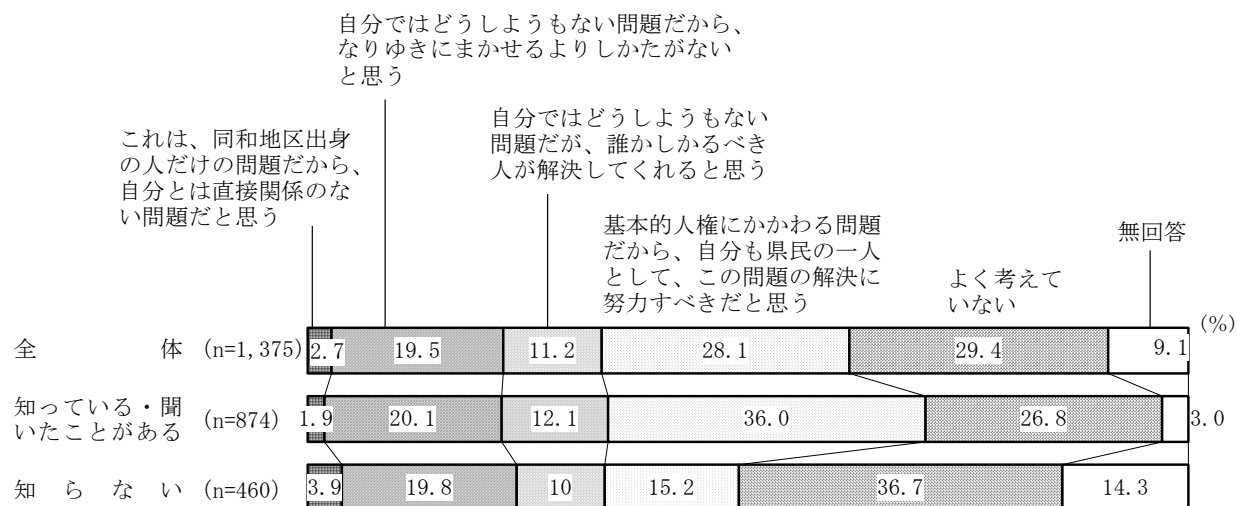 自分ではどうしようもない問題だから、
なりゆきにまかせるよりしかたがない
と思う
自分ではどうしようもない
問題だが、誰かしかるべき
人が解決してくれると思う
これは、同和地区出身
の人だけの問題だから、
自分とは直接関係のな
い問題だと思う
基本的人権にかかわる問題
だから、自分も県民の一人
として、この問題の解決に
努力すべきだと思う
よく考えて
いない
無回答
(%)
全体 (n=1,375) 2.7 19.5 11.2 28.1 29.4 9.1
知っている・聞
いたことがある (n=874) 1.9 20.1 12.1 36.0 26.8 3.0
知らない (n=460) 3.9 19.8 10 15.2 36.7 14.3